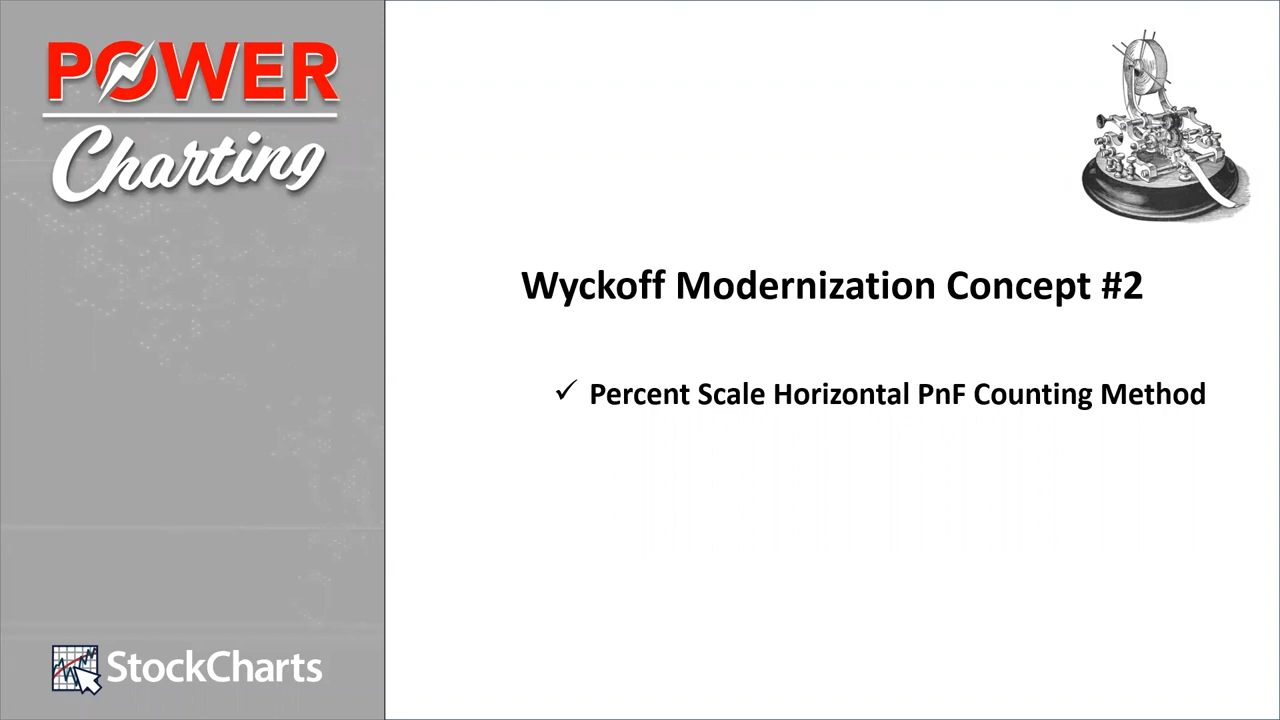 POWER
Charting
Wyckoff Modernization Concept #2
✓ Percent Scale Horizontal PnF Counting Method
StockCharts